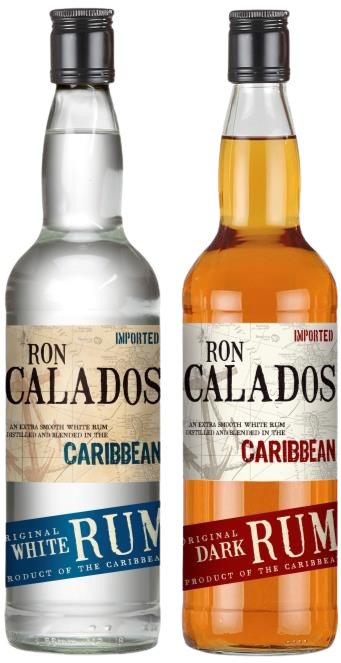 IMPORTED
RON
CALADOS
AN EXTRA SMOOTH WHITE RUM
DISTILLED AND BLENDED IN THE
CARIBBEAN
ORIGINAL
WHITE RUM
PRODUCT OF THE CARIBBEAN
IMPORTED
RON
CALADOS
AN EXTRA SMOOTH WHITE RUM
DISTILLED AND BLENDED IN THE
CARIBBEAN
ORIGINAL
DARK RUM
PRODUCT OF THE CARIBBEA